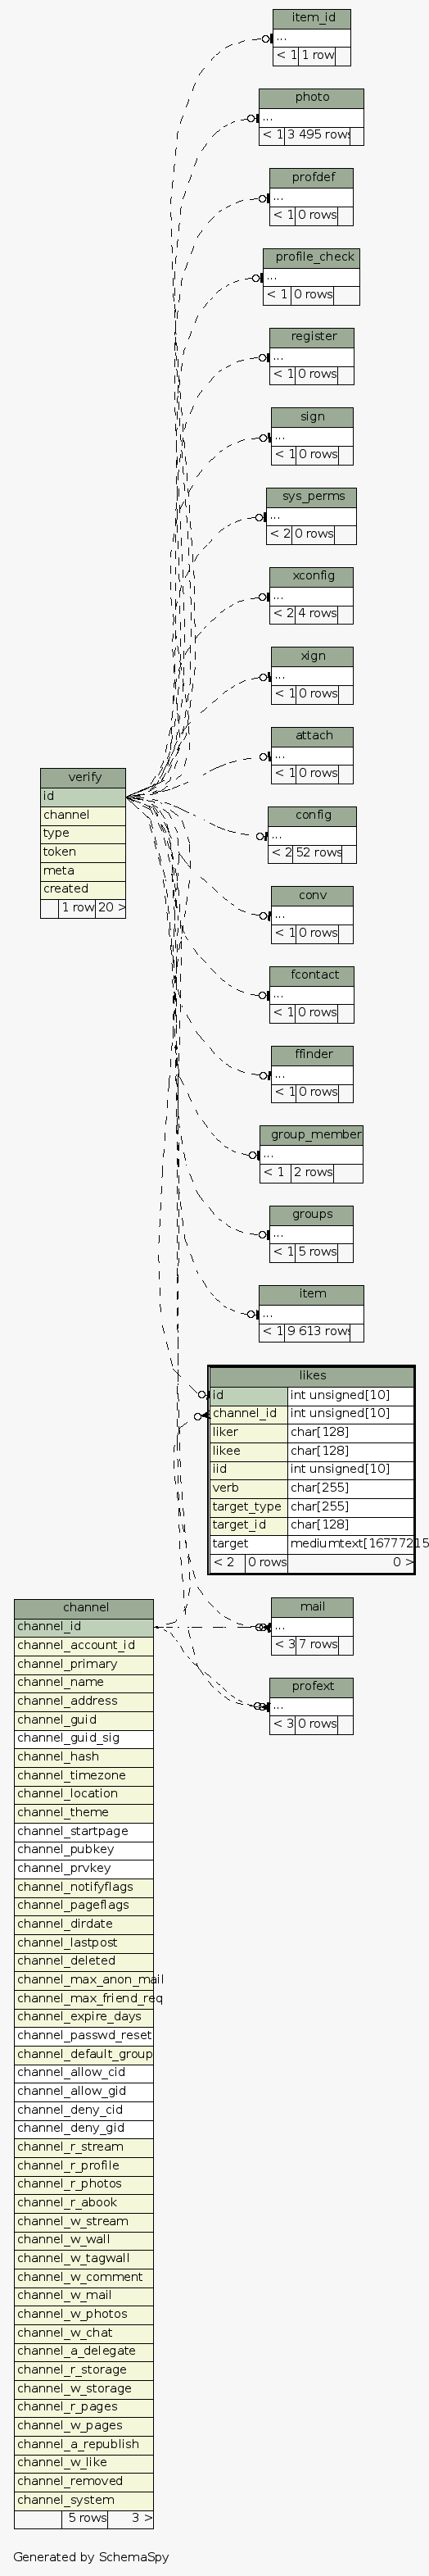 item_id
...
< 1 1 row
photo
...
< 1 3 495 rows
profdef
...
< 1 0 rows
profile_check
...
< 1 0 rows
register
...
< 1 0 rows
sign
...
< 1 0 rows
sys_perms
...
< 2 0 rows
xconfig
...
< 2 4 rows
xign
...
< 1 0 rows
attach
...
< 1 0 rows
verify
id
channel
type
token
meta
created
1 row 20 >
config
...
< 2 52 rows
conv
...
< 1 0 rows
fcontact
...
< 1 0 rows
ffinder
...
< 1 0 rows
group_member
...
< 1 2 rows
groups
...
< 1 5 rows
item
...
< 1 9 613 rows
likes
id int unsigned[10]
channel_id int unsigned[10]
liker char[128]
likee char[128]
iid int unsigned[10]
verb char[255]
target_type char[255]
target_id char[128]
target mediumtext[16777215
< 2 0 rows 0 >
mail
...
< 3 7 rows
profext
...
< 3 0 rows
channel
channel_id
channel_account_id
channel_primary
channel_name
channel_address
channel_guid
channel_guid_sig
channel_hash
channel_timezone
channel_location
channel_theme
channel_startpage
channel_pubkey
channel_prvkey
channel_notifyflags
channel_pageflags
channel_dirdate
channel_lastpost
channel_deleted
channel_max_anon_mail
channel_max_friend_req
channel_expire_days
channel_passwd_reset
channel_default_group
channel_allow_cid
channel_allow_gid
channel_deny_cid
channel_deny_gid
channel_r_stream
channel_r_profile
channel_r_photos
channel_r_abook
channel_w_stream
channel_w_wall
channel_w_tagwall
channel_w_comment
channel_w_mail
channel_w_photos
channel_w_chat
channel_a_delegate
channel_r_storage
channel_w_storage
channel_r_pages
channel_w_pages
channel_a_republish
channel_w_like
channel_removed
channel_system
5 rows 3 >
Generated by SchemaSpy